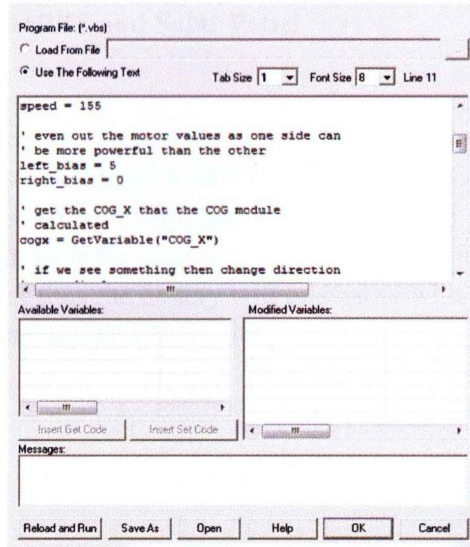 Program File: (*.vbs)
Load From File
...
Use The Following Text Tab Size 1 Font Size 8 Line 11
speed = 155
' even out the motor values as one side can
' be more powerful than the other
left_bias = 5
right_bias = 0
' get the COG_X that the COG module
' calculated
cogx = GetVariable("COG_X")
' if we see something then change direction
Available Variables: Modified Variables:
Insert Get Code Insert Set Code
Messages:
Reload and Run Save As Open Help OK Cancel